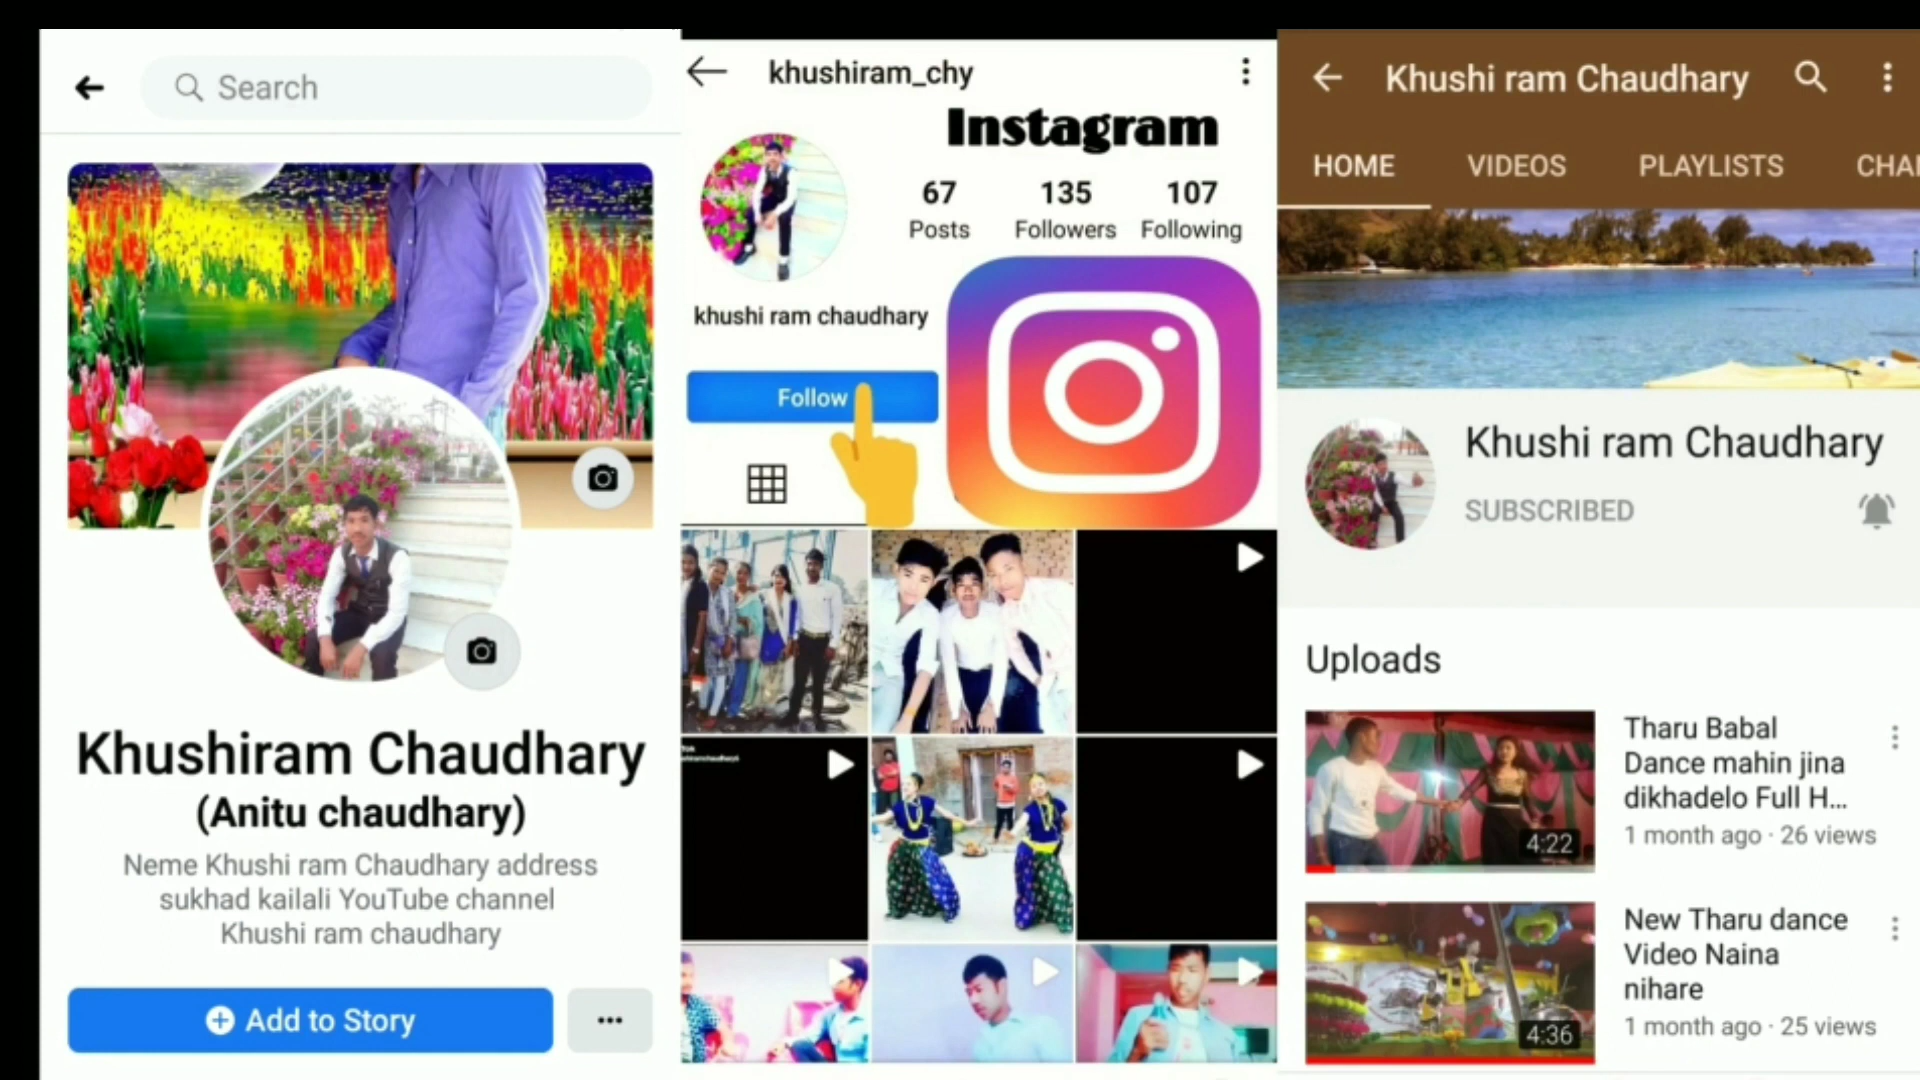 Search
Khushiram Chaudhary
(Anitu chaudhary)
Neme Khushi ram Chaudhary address
sukhad kailali YouTube channel
Khushi ram chaudhary
Add to Story
khushiram_chy
Instagram
67
Posts
135
Followers
107
Following
khushi ram chaudhary
Follow
Khushi ram Chaudhary
HOME
VIDEOS
PLAYLISTS
CHA
Khushi ram Chaudhary
SUBSCRIBED
Uploads
Tharu Babal
Dance mahin jina
dikhadelo Full H...
1 month ago · 26 views
4:22
New Tharu dance
Video Naina
nihare
1 month ago · 25 views
4:36